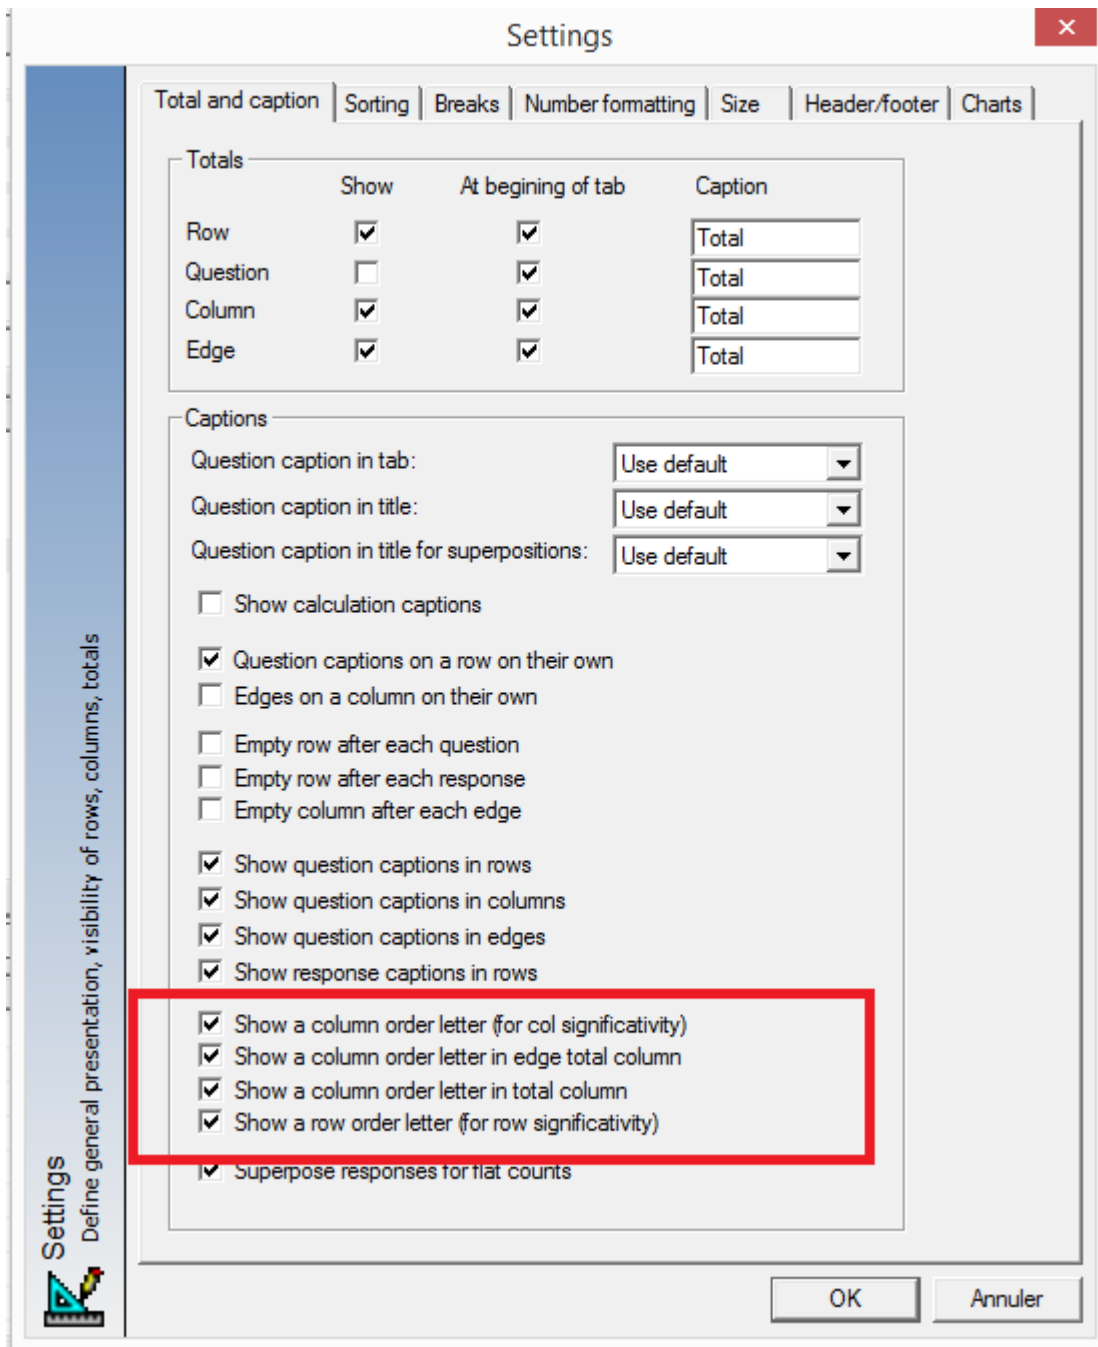 Settings
Total and caption Sorting Breaks Number formatting Size Header/footer Charts
Totals
Show At begining of tab Caption
Row Total
Question Total
Column Total
Edge Total
Captions
Question caption in tab: Use default
Question caption in title: Use default
Question caption in title for superpositions: Use default
Show calculation captions
Question captions on a row on their own
Edges on a column on their own
Empty row after each question
Empty row after each response
Empty column after each edge
Show question captions in rows
Show question captions in columns
Show question captions in edges
Show response captions in rows
Show a column order letter (for col significativity)
Show a column order letter in edge total column
Show a column order letter in total column
Show a row order letter (for row significativity)
Superpose responses for flat counts
Settings
Define general presentation, visibility of rows, columns, totals
OK Annuler